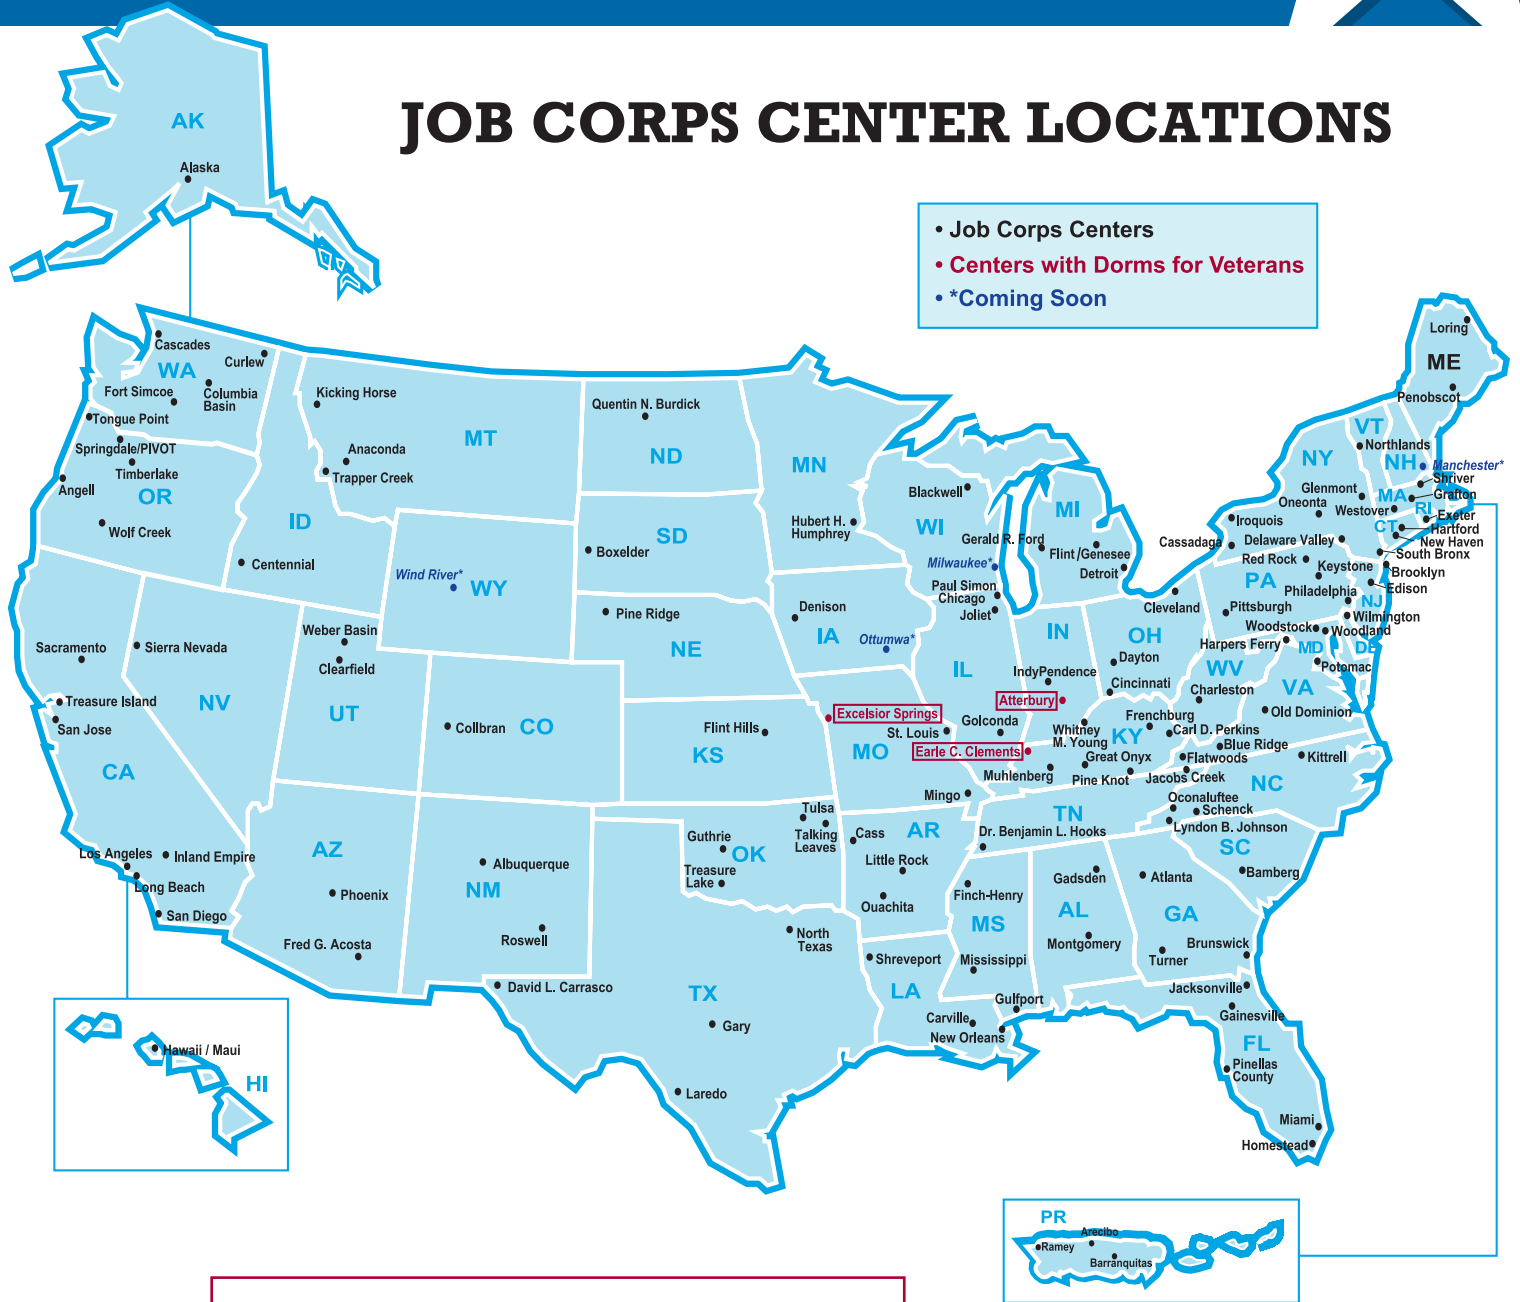 JOB CORPS CENTER LOCATIONS
• Job Corps Centers
• Centers with Dorms for Veterans
• *Coming Soon
AK
Alaska
WA
Cascades
Curlew
Fort Simcoe
Columbia
Basin
Tongue Point
Springdale/PIVOT
Timberlake
Angell
OR
Wolf Creek
ID
Centennial
Kicking Horse
MT
Anaconda
Trapper Creek
Wind River*
WY
Quentin N. Burdick
ND
SD
Boxelder
Pine Ridge
NE
MN
Hubert H.
Humphrey
Blackwell
WI
Milwaukee*
MI
Gerald R. Ford
Flint /Genesee
Detroit
Denison
IA
Ottumwa*
Paul Simon
Chicago
Joliet
IL
Golconda
IN
IndyPendence
Atterbury
OH
Cleveland
Dayton
Cincinnati
Sacramento
Treasure Island
San Jose
CA
Los Angeles
Inland Empire
Long Beach
San Diego
Sierra Nevada
NV
Weber Basin
Clearfield
UT
Collbran
CO
Flint Hills
KS
Excelsior Springs
St. Louis
MO
Mingo
Earle C. Clements
Whitney
M. Young
Frenchburg
KY
Carl D. Perkins
Great Onyx
Muhlenberg
Pine Knot
TN
Dr. Benjamin L. Hooks
Jacobs Creek
AZ
Phoenix
Fred G. Acosta
NM
Albuquerque
Roswell
Tulsa
Talking
Leaves
Guthrie
OK
Treasure
Lake
AR
Cass
Little Rock
Ouachita
TX
North
Texas
David L. Carrasco
Gary
Laredo
LA
Shreveport
Carville
New Orleans
MS
Finch-Henry
Mississippi
Gulfport
AL
Gadsden
Montgomery
GA
Atlanta
Turner
Brunswick
FL
Jacksonville
Gainesville
Pinellas
County
Miami
Homestead
SC
Bamberg
NC
Kittrell
Oconaluftee
Schenck
Lyndon B. Johnson
VA
Old Dominion
Blue Ridge
Flatwoods
WV
Charleston
Harpers Ferry
MD
Woodstock
Woodland
Potomac
DE
Wilmington
PA
Red Rock
Keystone
Philadelphia
Pittsburgh
NJ
Edison
NY
Iroquois
Cassadaga
Oneonta
Glenmont
Delaware Valley
South Bronx
Brooklyn
VT
Northlands
NH
Manchester*
MA
Shriver
Grafton
Westover
RI
Exeter
CT
Hartford
New Haven
ME
Loring
Penobscot
Hawaii / Maui
HI
PR
Arecibo
Ramey
Barranquitas